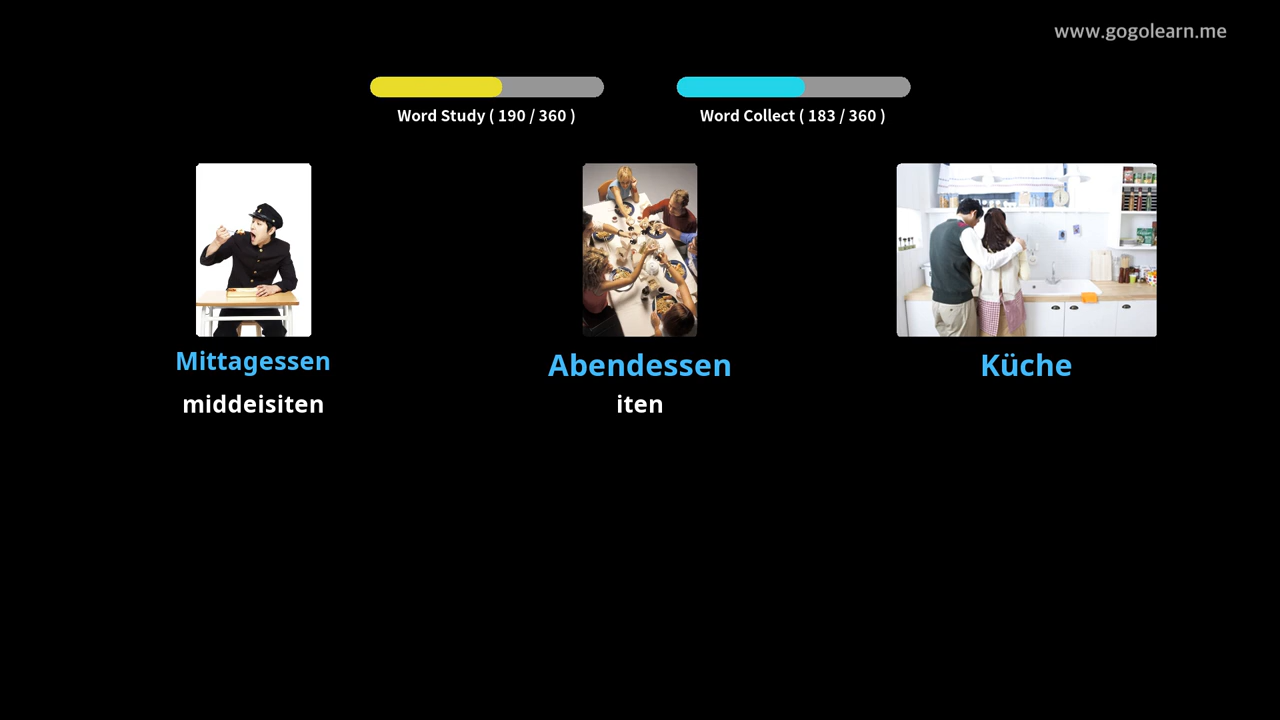 www.gogolearn.me
Word Study ( 190 / 360 )
Word Collect ( 183 / 360 )
Mittagessen
Abendessen
Küche
middeisiten
iten